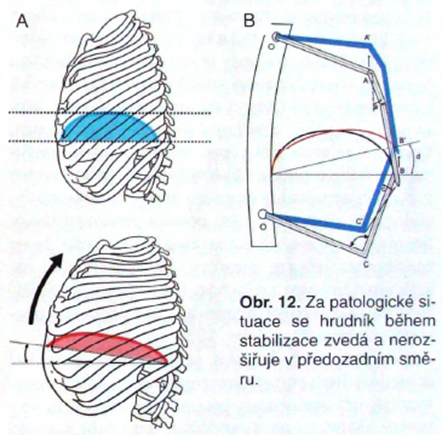 A
B
Obr. 12. Za patologické si-
tuace se hrudník během
stabilizace zvedá a neroz-
šiřuje v předozadním smě-
ru.